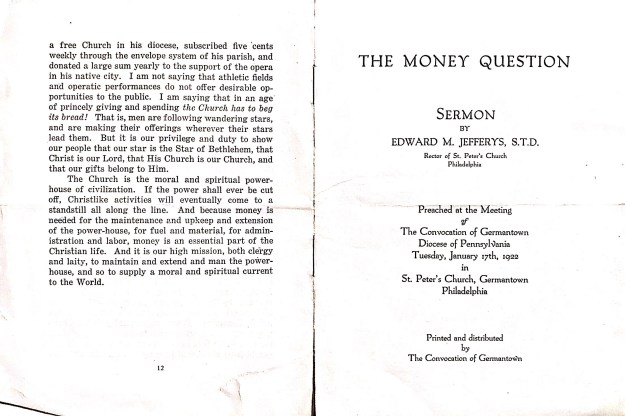 a free Church in his diocese, subscribed five cents
weekly through the envelope system of his parish, and
donated a large sum yearly to the support of the opera
in his native city. I am not saying that athletic fields
and operatic performances do not offer desirable op-
portunities to the public. I am saying that in an age
of princely giving and spending the Church has to beg
its bread! That is, men are following wandering stars,
and are making their offerings wherever their stars
lead them. But it is our privilege and duty to show
our people that our star is the Star of Bethlehem, that
Christ is our Lord, that His Church is our Church, and
that our gifts belong to Him.
The Church is the moral and spiritual power-
house of civilization. If the power shall ever be cut
off, Christlike activities will eventually come to a
standstill all along the line. And because money is
needed for the maintenance and upkeep and extension
of the power-house, for fuel and material, for admin-
istration and labor, money is an essential part of the
Christian life. And it is our high mission, both clergy
and laity, to maintain and extend and man the power-
house, and so to supply a moral and spiritual current
to the World.
12
THE MONEY QUESTION
SERMON
BY
EDWARD M. JEFFERYS, S.T.D.
Rector of St. Peter's Church
Philadelphia
Preached at the Meeting
of
The Convocation of Germantown
Diocese of Pennsylvania
Tuesday, January 17th, 1922
in
St. Peter's Church, Germantown
Philadelphia
Printed and distributed
by
The Convocation of Germantown